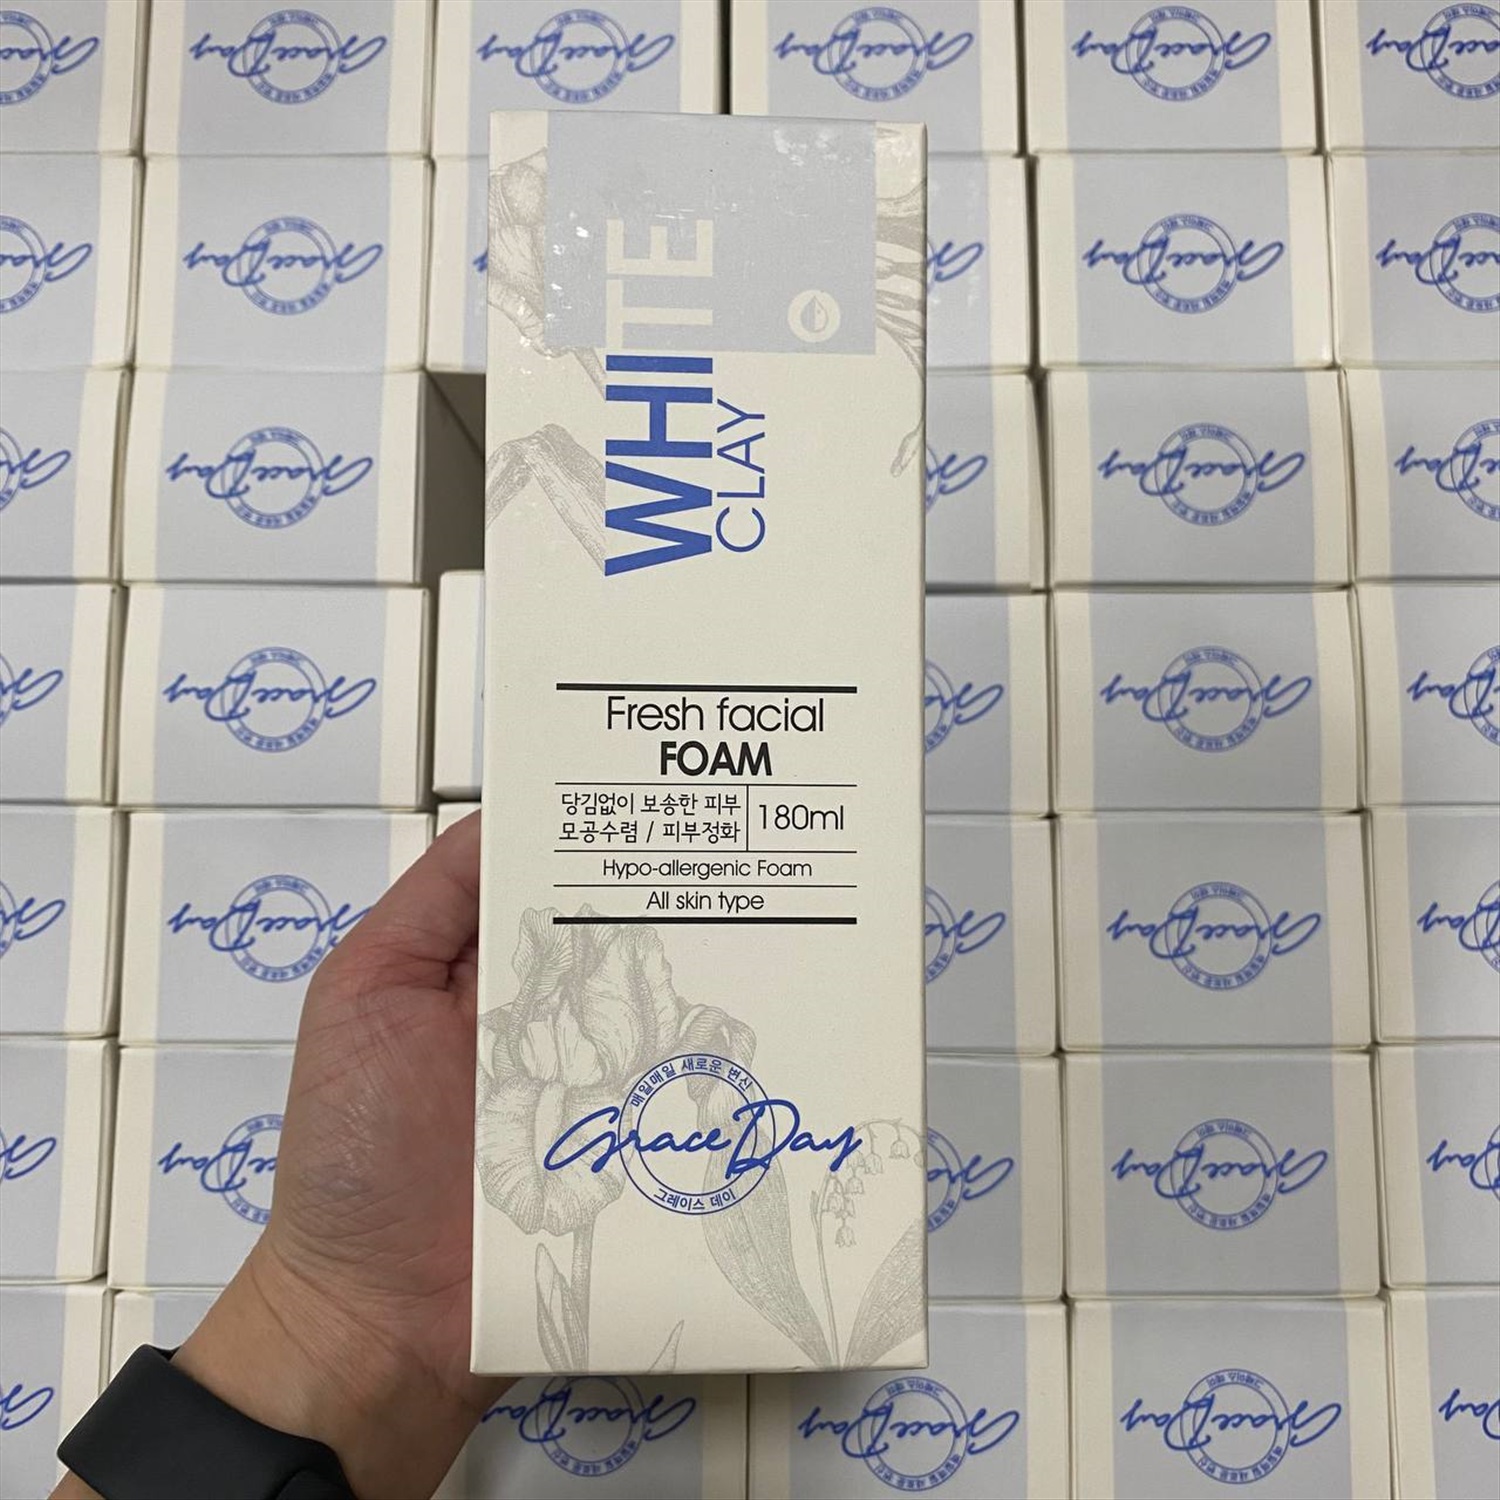 WHITE
CLAY
Fresh facial
FOAM
당김없이 보송한 피부
모공수렴 / 피부정화
180ml
Hypo-allergenic Foam
All skin type
매일매일 새로운 변신
Grace Day
그레이스 데이